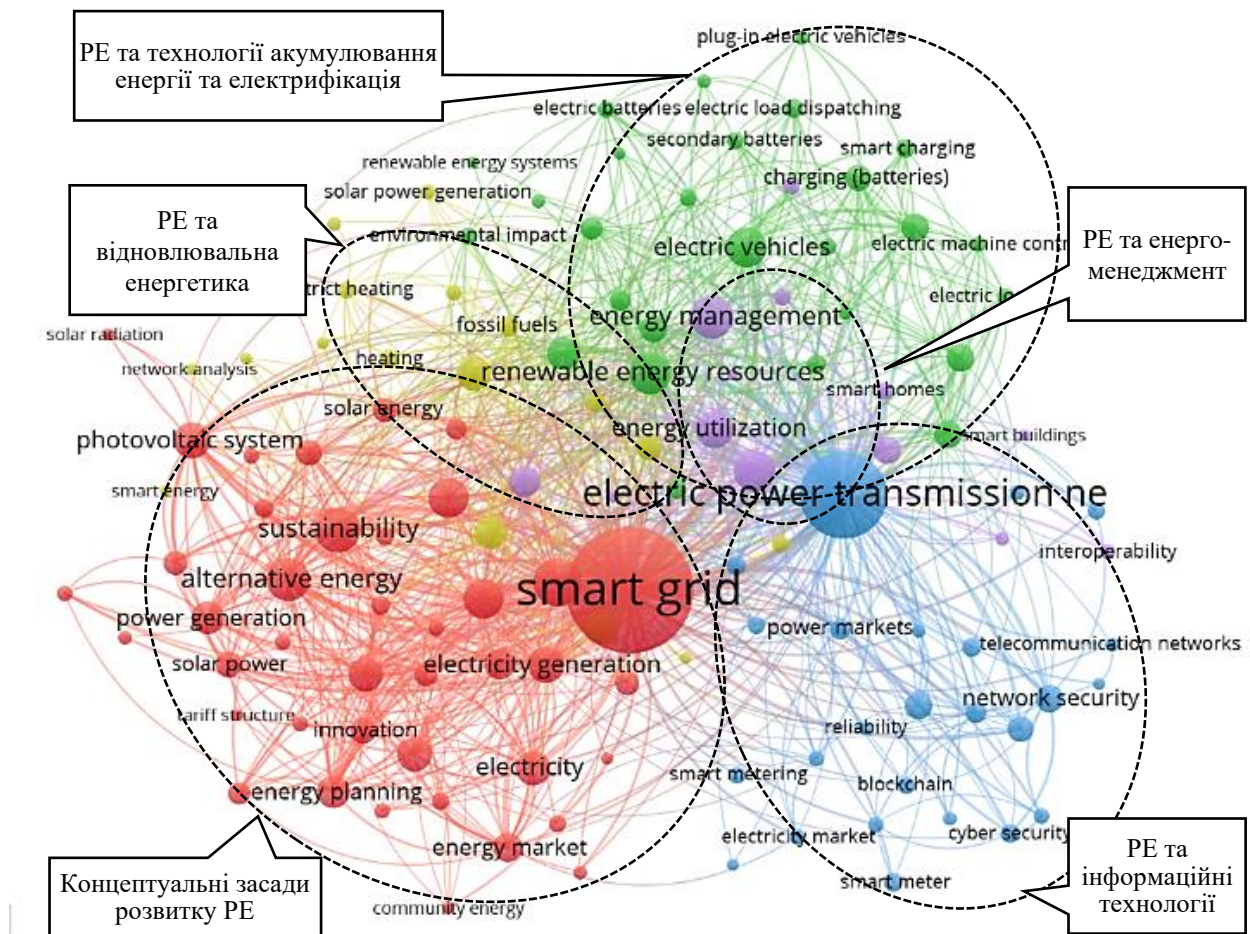 РЕ та технології акумулювання
енергії та електрифікація
plug-in electric vehicles
electric batteries
electric load dispatching
secondary batteries
smart charging
renewable energy systems
charging (batteries)
solar power generation
РЕ та
відновлювальна
енергетика
environmental impact
electric vehicles
electric machine contr
РЕ та енерго-
менеджмент
trict heating
electric lo
energy management
fossil fuels
solar radiation
heating
network analysis
renewable energy resources
smart homes
solar energy
energy utilization
photovoltaic system
smart buildings
smart energy
electric power transmission ne
sustainability
interoperability
alternative energy
smart grid
power generation
power markets
telecommunication networks
solar power
electricity generation
network security
tariff structure
innovation
reliability
electricity
smart metering
blockchain
energy planning
electricity market
cyber security
energy market
smart meter
Концептуальні засади
розвитку РЕ
community energy
РЕ та
інформаційні
технології